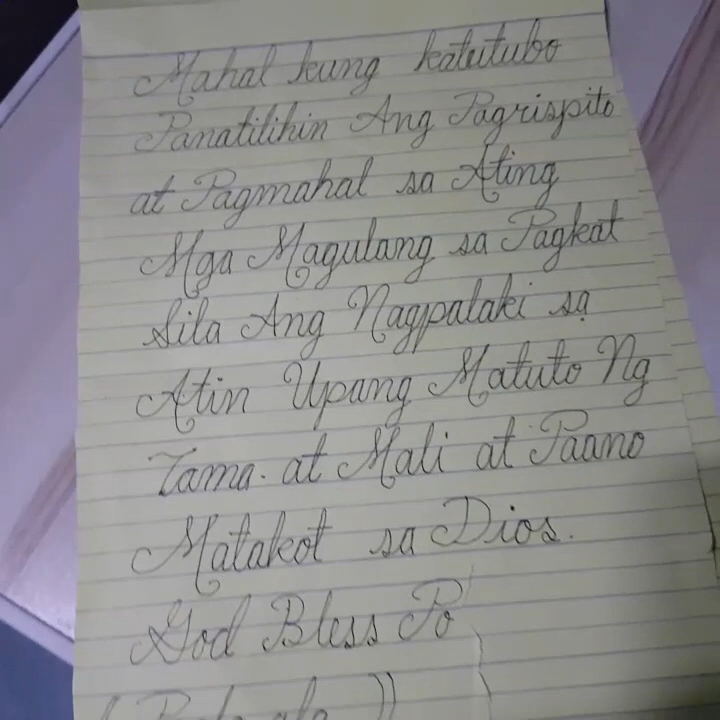 Mahal kung katutubo
Panatilihin Ang Pagrispito
at Pagmahal sa Ating
Mga Magulang sa Pagkat
Sila Ang Nagpalaki sa
Atin Upang Matuto Ng
Tama. at Mali at Paano
Matakot sa Dios.
God Bless Po